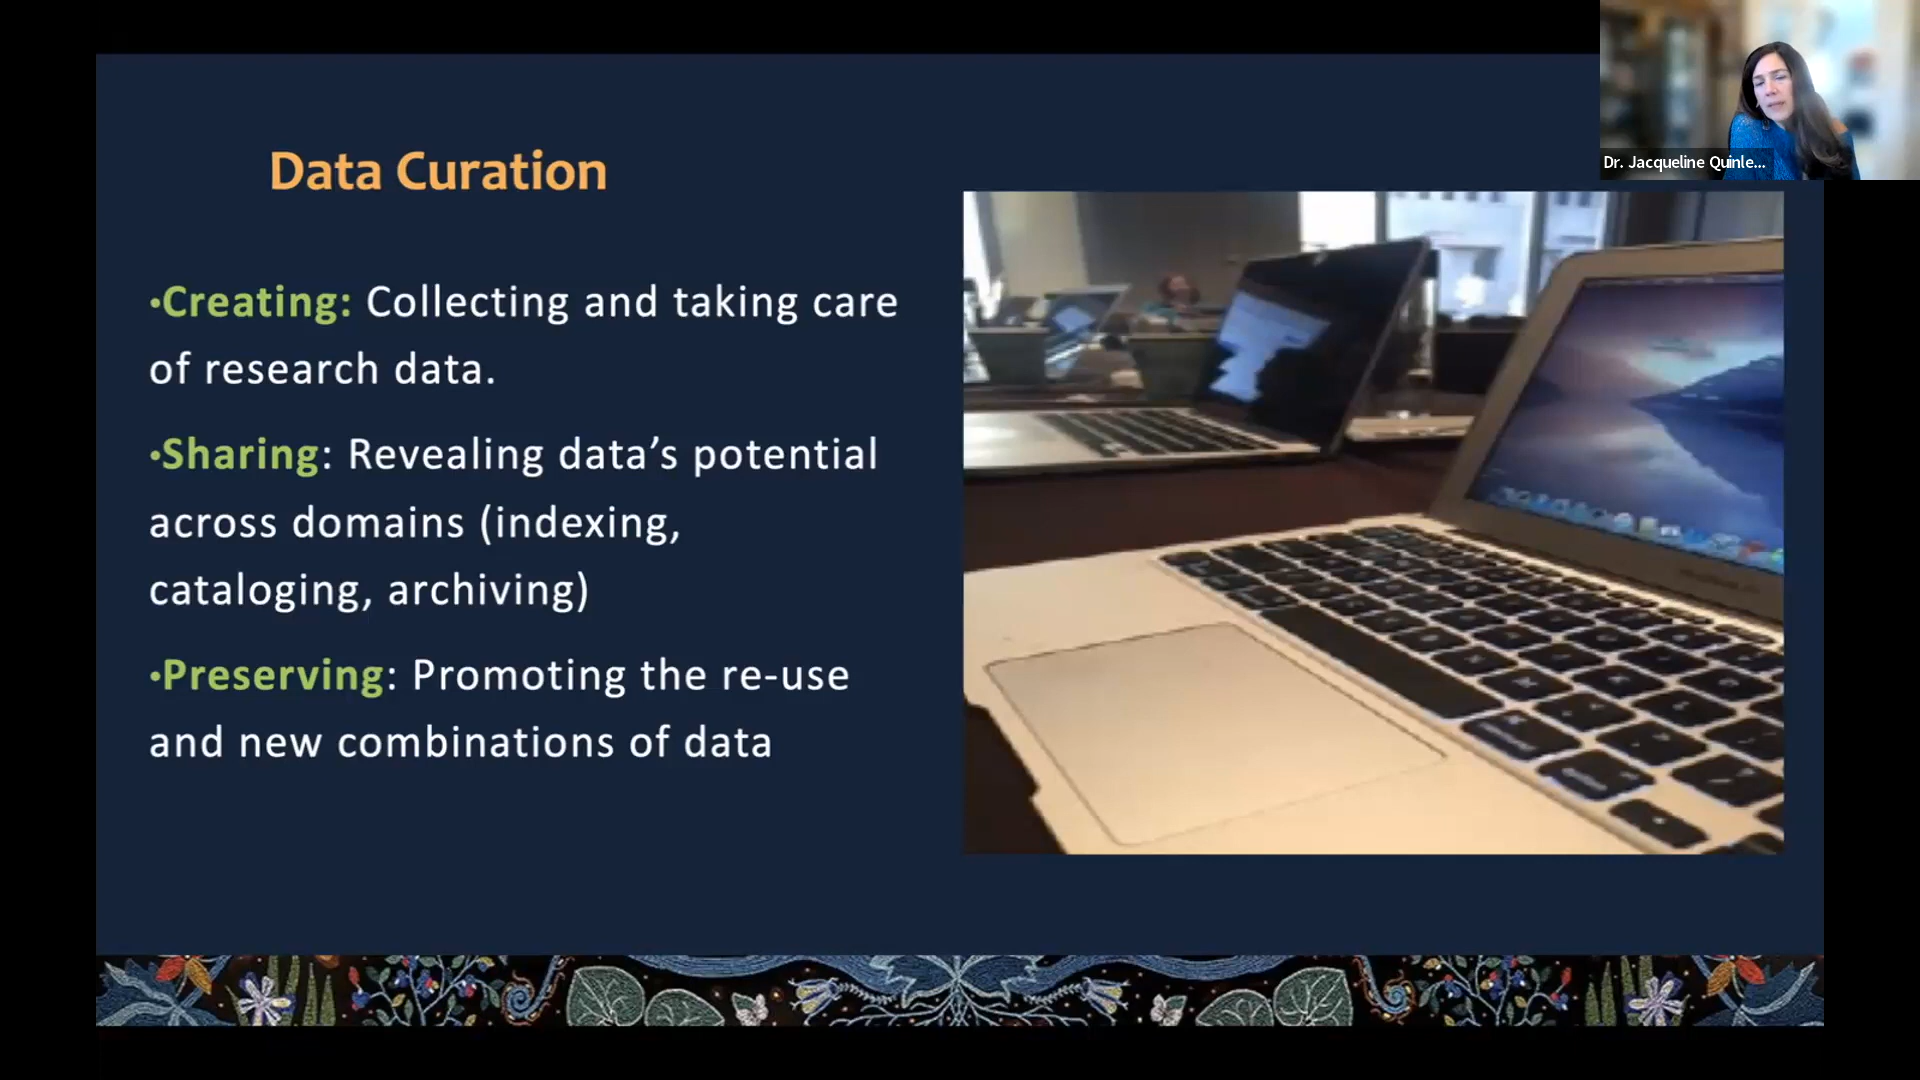 Dr. Jacqueline Quinle...
Data Curation
•Creating: Collecting and taking care
of research data.
•Sharing: Revealing data’s potential
across domains (indexing,
cataloging, archiving)
•Preserving: Promoting the re-use
and new combinations of data